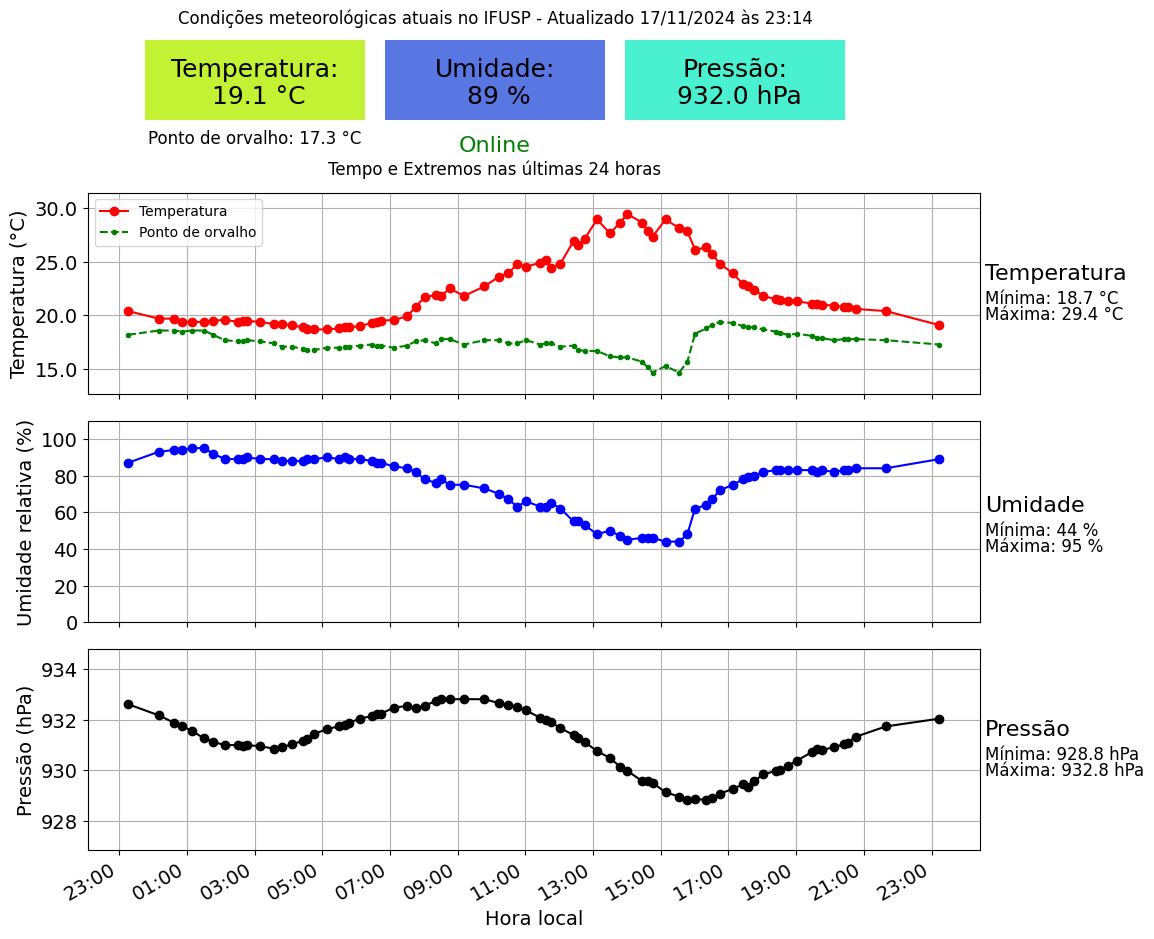 Condições meteorológicas atuais no IFUSP - Atualizado 17/11/2024 às 23:14
Temperatura:
19.1 °C
Umidade:
89 %
Pressão:
932.0 hPa
Ponto de orvalho: 17.3 °C
Online
Tempo e Extremos nas últimas 24 horas
Temperatura (°C)
30.0
25.0
20.0
15.0
Temperatura
Ponto de orvalho
Temperatura
Mínima: 18.7 °C
Máxima: 29.4 °C
Umidade relativa (%)
100
80
60
40
20
0
Umidade
Mínima: 44 %
Máxima: 95 %
Pressão (hPa)
934
932
930
928
Pressão
Mínima: 928.8 hPa
Máxima: 932.8 hPa
23:00 01:00 03:00 05:00 07:00 09:00 11:00 13:00 15:00 17:00 19:00 21:00 23:00
Hora local